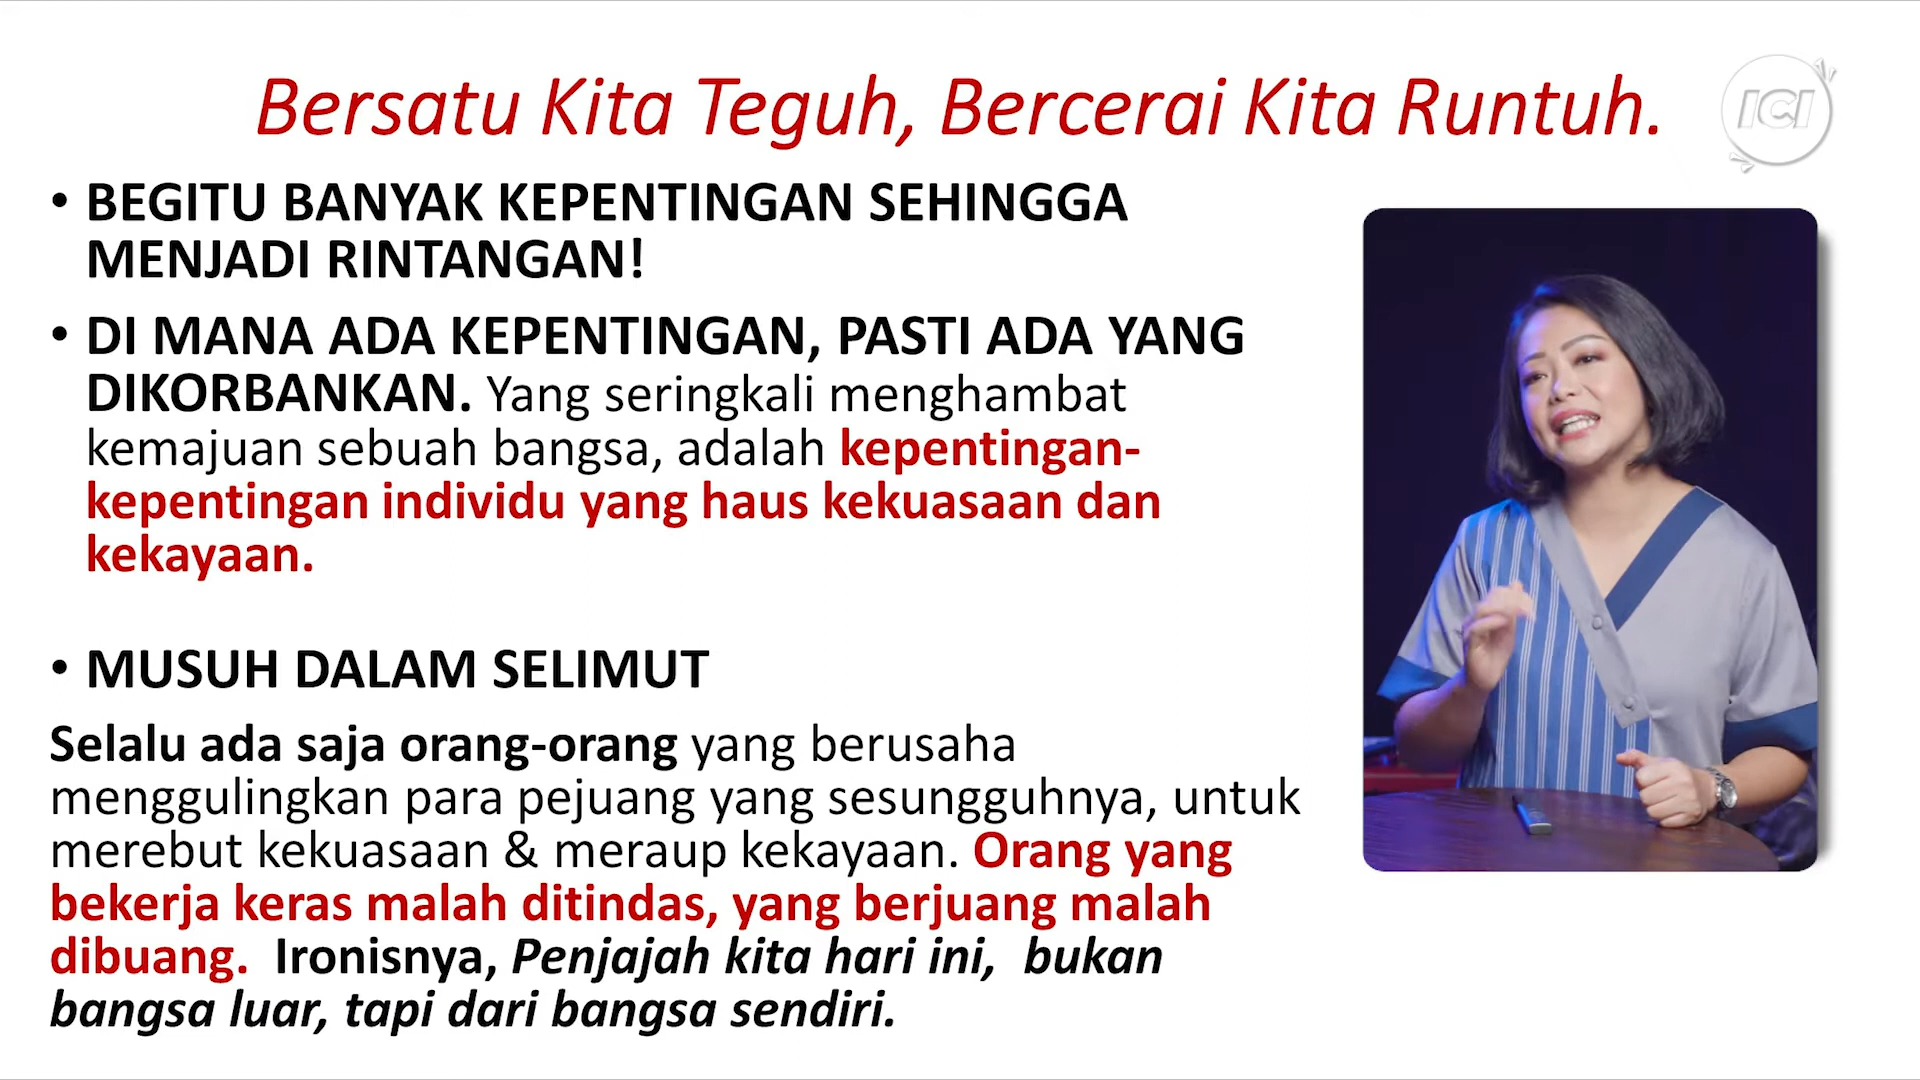 Bersatu Kita Teguh, Bercerai Kita Runtuh.
ICI
• BEGITU BANYAK KEPENTINGAN SEHINGGA
MENJADI RINTANGAN!
• DI MANA ADA KEPENTINGAN, PASTI ADA YANG
DIKORBANKAN. Yang seringkali menghambat
kemajuan sebuah bangsa, adalah kepentingan-
kepentingan individu yang haus kekuasaan dan
kekayaan.
• MUSUH DALAM SELIMUT
Selalu ada saja orang-orang yang berusaha
menggulingkan para pejuang yang sesungguhnya, untuk
merebut kekuasaan & meraup kekayaan. Orang yang
bekerja keras malah ditindas, yang berjuang malah
dibuang. Ironisnya, Penjajah kita hari ini, bukan
bangsa luar, tapi dari bangsa sendiri.